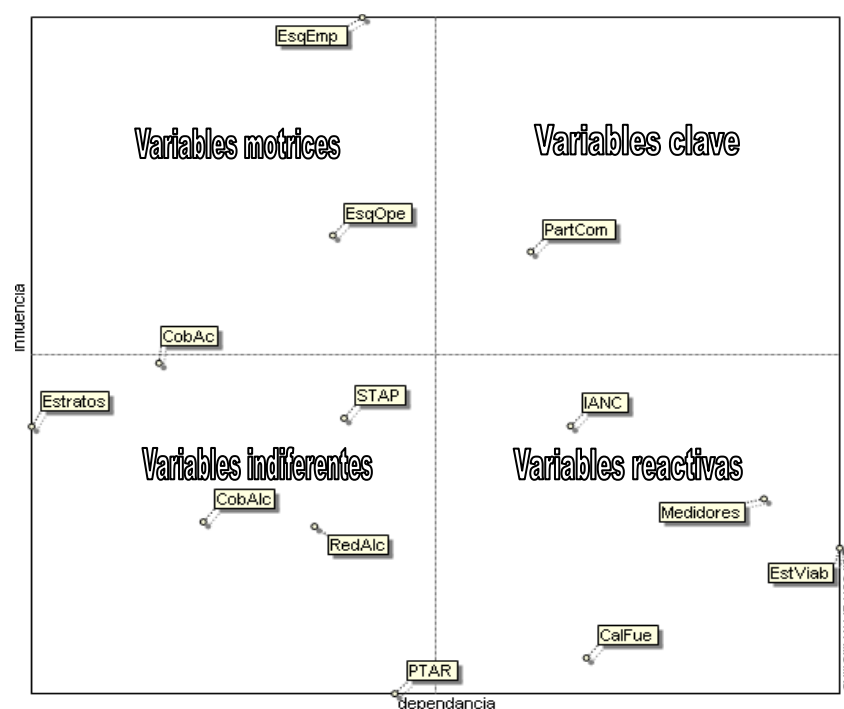 EsqEmp
Variables motrices
Variables clave
EsqOpe
PartCom
influencia
CobAc
Estratos
STAP
IANC
Variables indiferentes
Variables reactivas
CobAlc
Medidores
RedAlc
EstViab
CalFue
PTAR
dependancia